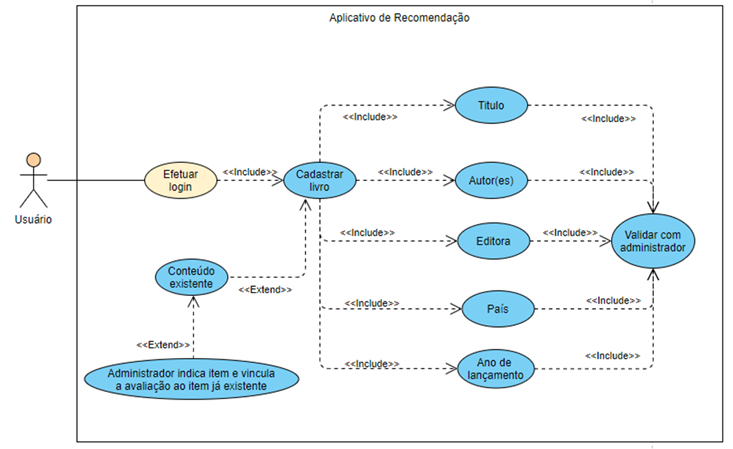 Aplicativo de Recomendação
Titulo
<<Include>>
<<Include>>
Usuário
Efetuar
login
<<Include>>
Cadastrar
livro
<<Include>>
Autor(es)
<<Include>>
<<Include>>
Editora
<<Include>>
Validar com
administrador
Conteúdo
existente
<<Extend>>
<<Include>>
País
<<Include>>
<<Extend>>
<<Include>>
Ano de
lançamento
<<Include>>
Administrador indica item e vincula
a avaliação ao item já existente